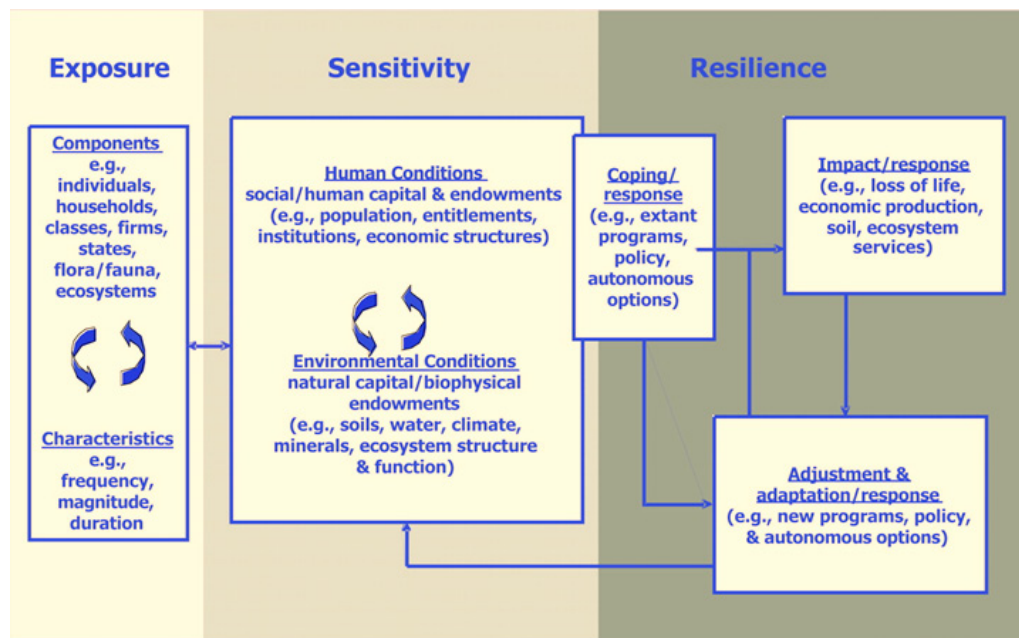 Exposure
Sensitivity
Resilience
Components
e.g.,
individuals,
households,
classes, firms,
states,
flora/fauna,
ecosystems
Characteristics
e.g.,
frequency,
magnitude,
duration
Human Conditions
social/human capital & endowments
(e.g., population, entitlements,
institutions, economic structures)
Environmental Conditions
natural capital/biophysical
endowments
(e.g., soils, water, climate,
minerals, ecosystem structure
& function)
Coping/
response
(e.g., extant
programs,
policy,
autonomous
options)
Impact/response
(e.g., loss of life,
economic production,
soil, ecosystem
services)
Adjustment &
adaptation/response
(e.g., new programs, policy,
& autonomous options)